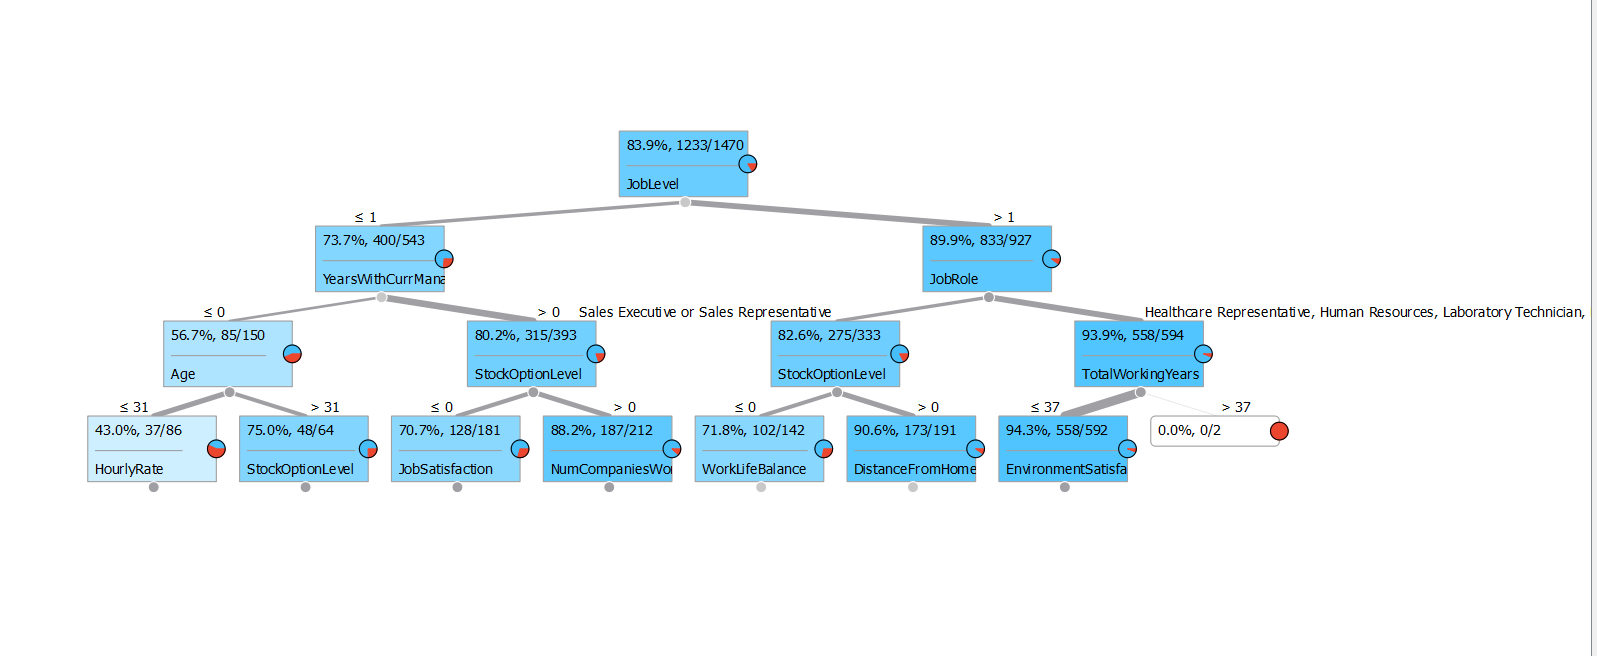 83.9%, 1233/1470
JobLevel
≤ 1
> 1
73.7%, 400/543
YearsWithCurrMana
89.9%, 833/927
JobRole
≤ 0
> 0
Sales Executive or Sales Representative
Healthcare Representative, Human Resources, Laboratory Technician,
56.7%, 85/150
Age
80.2%, 315/393
StockOptionLevel
82.6%, 275/333
StockOptionLevel
93.9%, 558/594
TotalWorkingYears
≤ 31
> 31
≤ 0
> 0
≤ 0
> 0
≤ 37
> 37
43.0%, 37/86
HourlyRate
75.0%, 48/64
StockOptionLevel
70.7%, 128/181
JobSatisfaction
88.2%, 187/212
NumCompaniesWo
71.8%, 102/142
WorkLifeBalance
90.6%, 173/191
DistanceFromHome
94.3%, 558/592
EnvironmentSatisfa
0.0%, 0/2